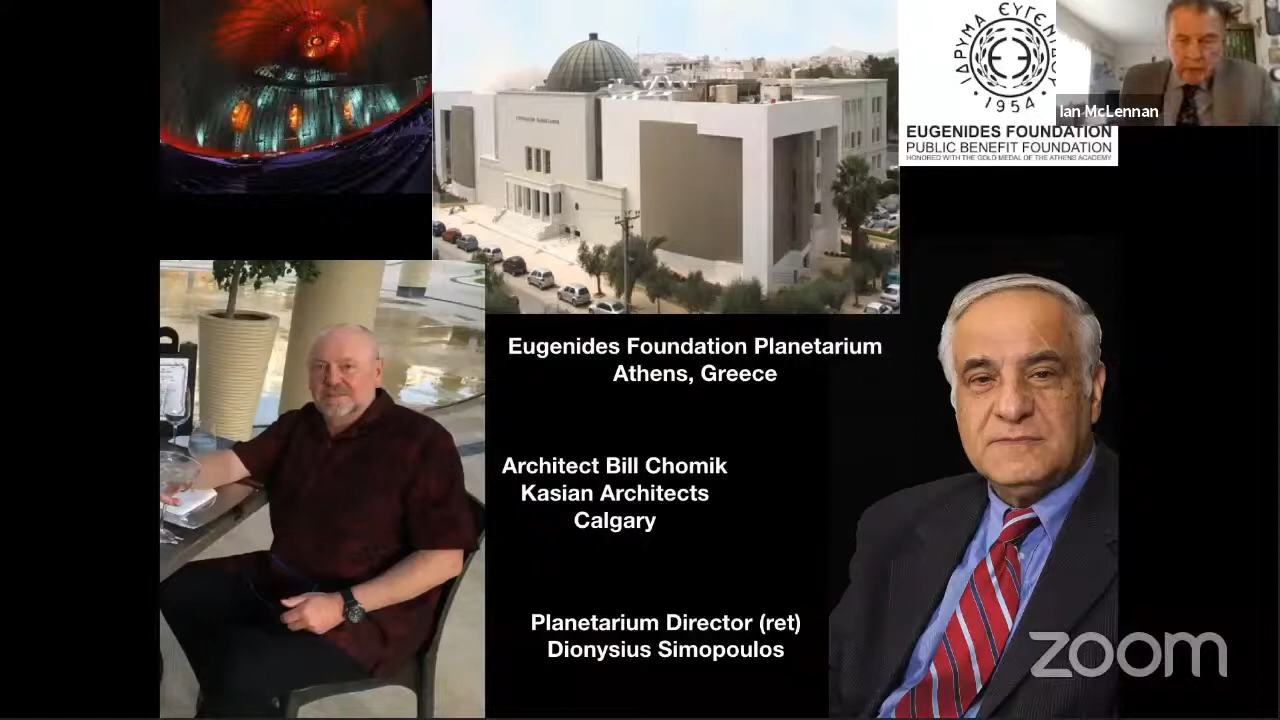 ΙΔΡΥΜΑ ΕΥΓΕΝΙΔΟΥ
· 1954 ·
Ian McLennan
EUGENIDES FOUNDATION
PUBLIC BENEFIT FOUNDATION
HONORED WITH THE GOLD MEDAL OF THE ATHENS ACADEMY
Eugenides Foundation Planetarium
Athens, Greece
Architect Bill Chomik
Kasian Architects
Calgary
Planetarium Director (ret)
Dionysius Simopoulos
zoom